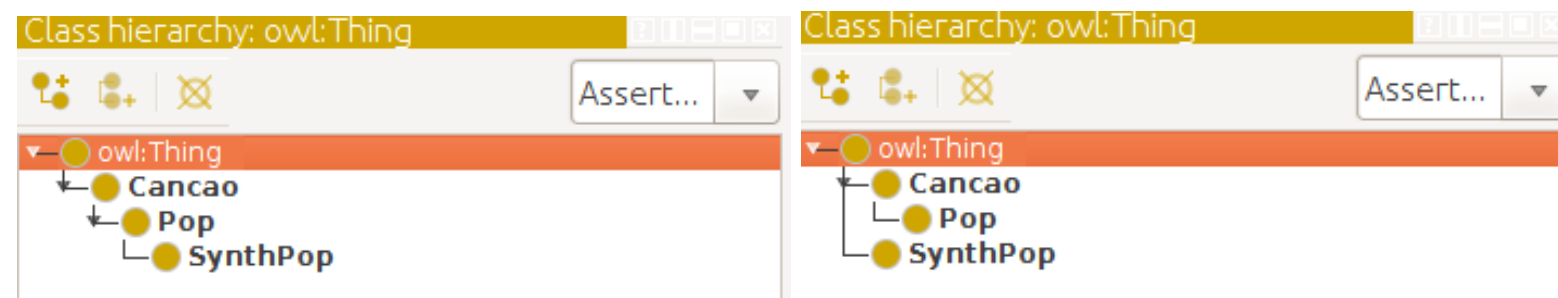 Class hierarchy: owl:Thing
Assert...
owl:Thing
Cancao
Pop
SynthPop
Class hierarchy: owl:Thing
Assert...
owl:Thing
Cancao
Pop
SynthPop